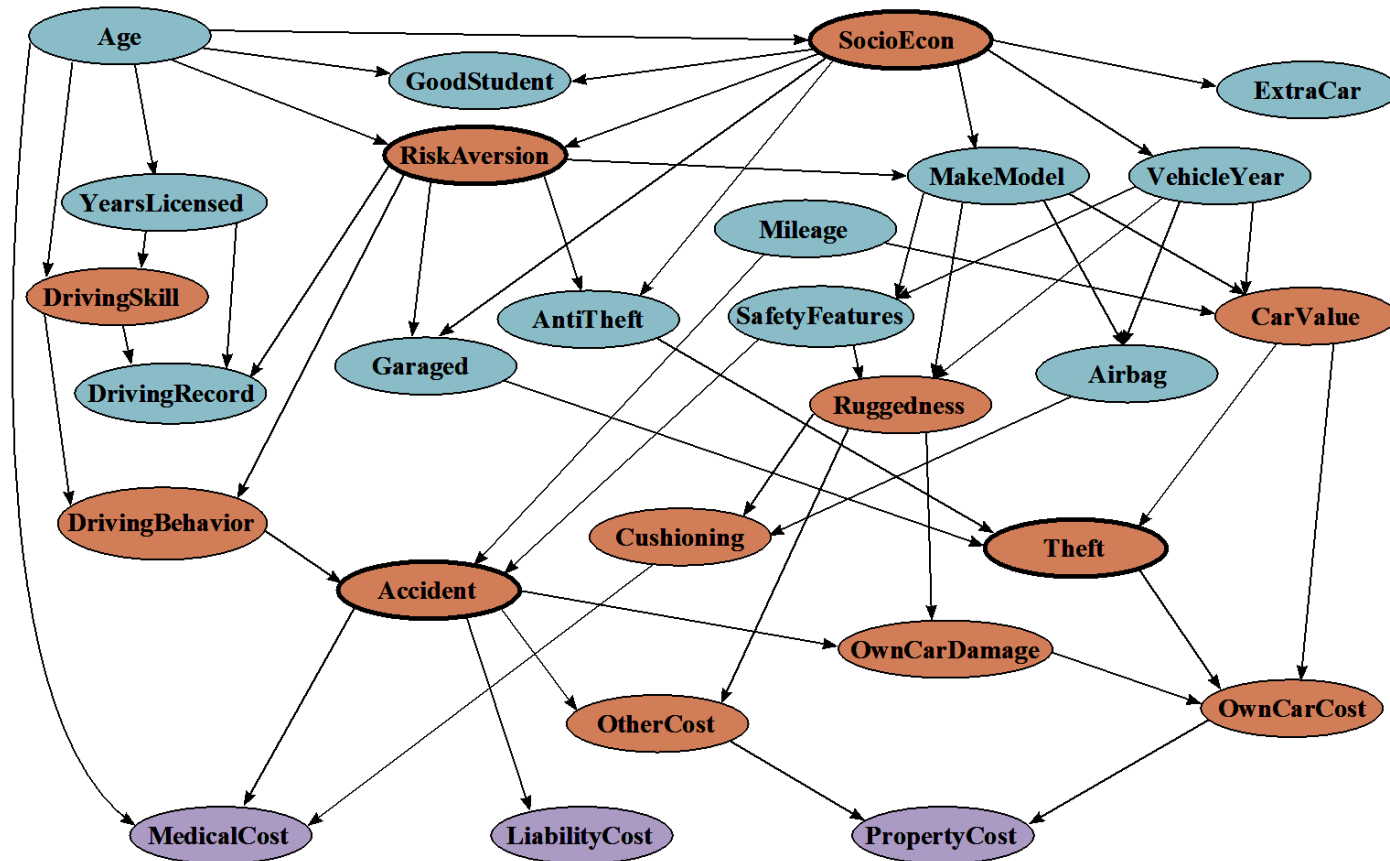 Age
SocioEcon
GoodStudent
ExtraCar
RiskAversion
MakeModel
VehicleYear
YearsLicensed
Mileage
DrivingSkill
AntiTheft
SafetyFeatures
CarValue
Garaged
Airbag
DrivingRecord
Ruggedness
DrivingBehavior
Cushioning
Theft
Accident
OwnCarDamage
OtherCost
OwnCarCost
MedicalCost
LiabilityCost
PropertyCost